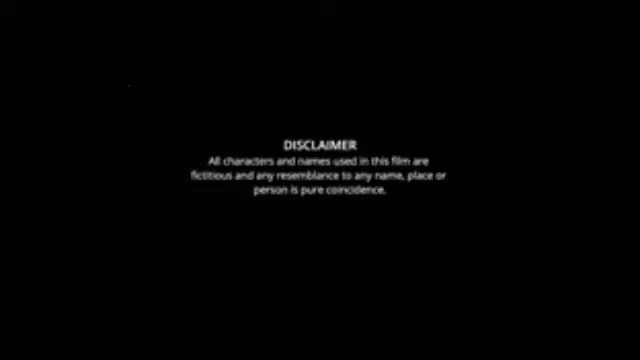 DISCLAIMER
All characters and names used in this film are
fictitious and any resemblance to any name, place or
person is pure coincidence.